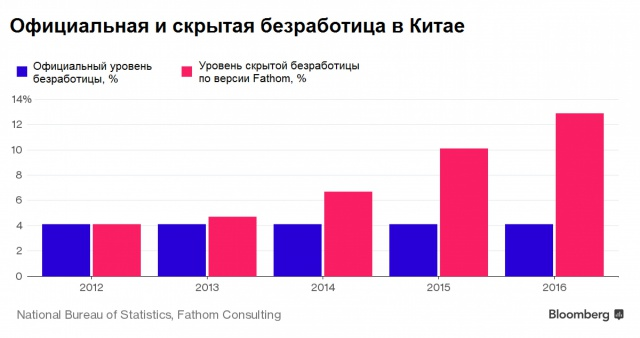 Официальная и скрытая безработица в Китае
Официальный уровень
безработицы, %
Уровень скрытой безработицы
по версии Fathom, %
14%
12
10
8
6
4
2
0
2012
2013
2014
2015
2016
National Bureau of Statistics, Fathom Consulting
Bloomberg